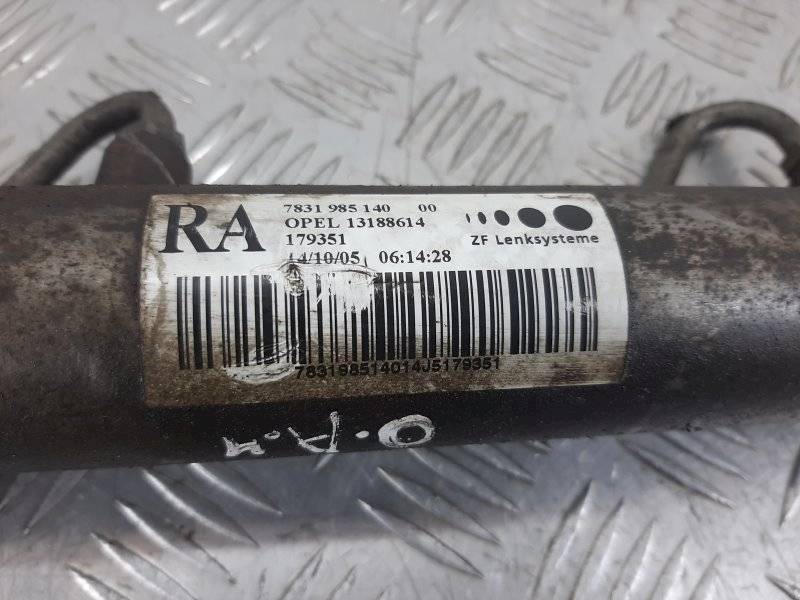 RA
7831 985 140 00
OPEL 13188614
179351
14/10/05 06:14:28
ZF Lenksysteme
783198514014J5179351